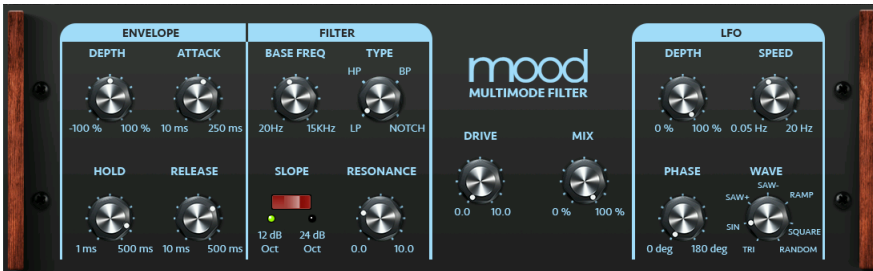 ENVELOPE
DEPTH
ATTACK
-100 % 100 %
10 ms 250 ms
HOLD
RELEASE
1 ms 500 ms
10 ms 500 ms
FILTER
BASE FREQ
TYPE
HP BP
20Hz 15KHz
LP NOTCH
SLOPE
RESONANCE
12 dB 24 dB
Oct Oct
0.0 10.0
mood
MULTIMODE FILTER
DRIVE
MIX
0.0 10.0
0 % 100 %
LFO
DEPTH
SPEED
0 % 100 %
0.05 Hz 20 Hz
PHASE
WAVE
0 deg 180 deg
SAW-
SAW+ RAMP
SIN SQUARE
TRI RANDOM